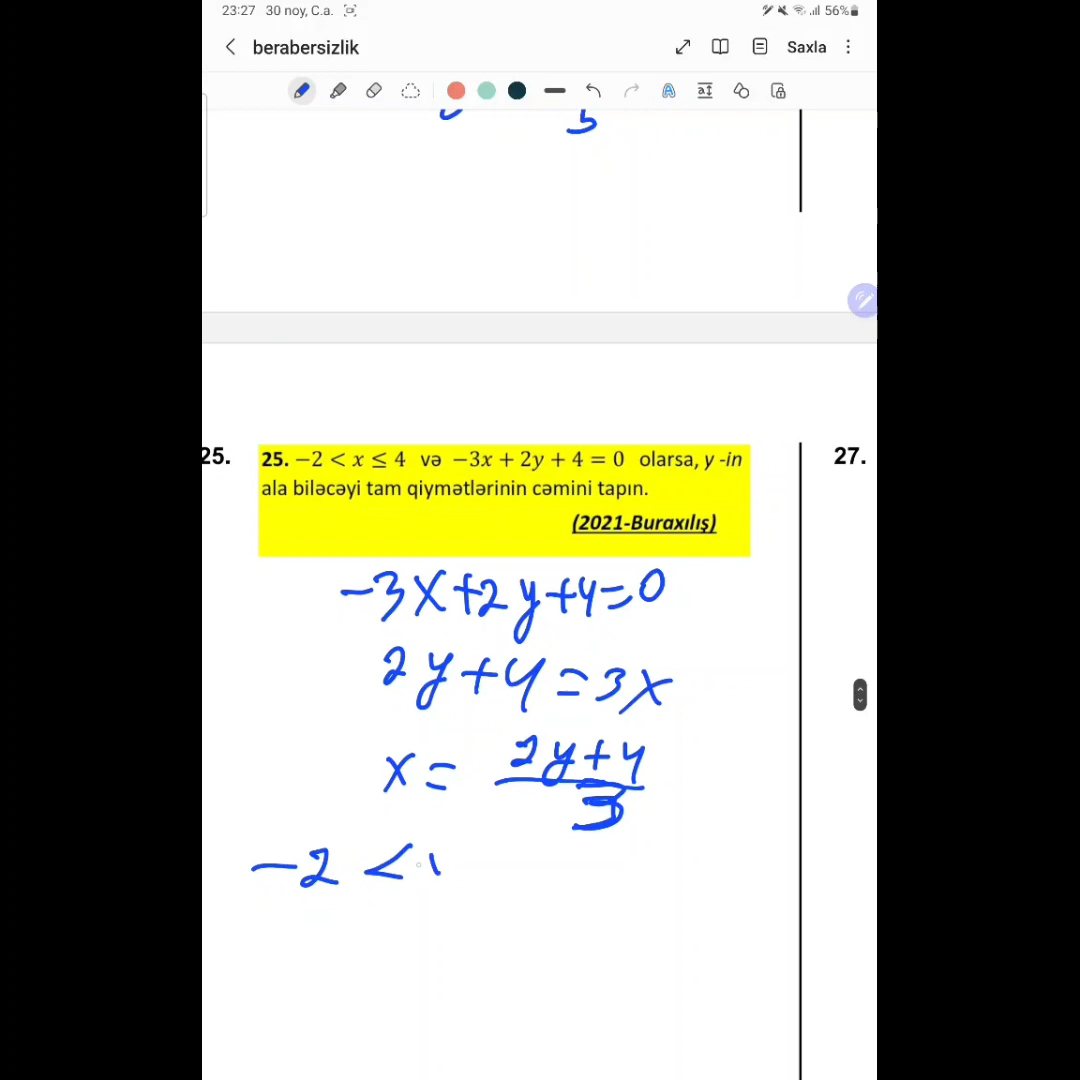 23:27 30 noy, C.a. 56%
berabersizlik Saxla
25. 25. −2 < x ≤ 4 və −3x + 2y + 4 = 0 olarsa, y -in 27.
ala biləcəyi tam qiymətlərinin cəmini tapın.
(2021-Buraxılış)
−3x+2y+4=0
2y+4=3x
x= 2y+4
3
−2 <